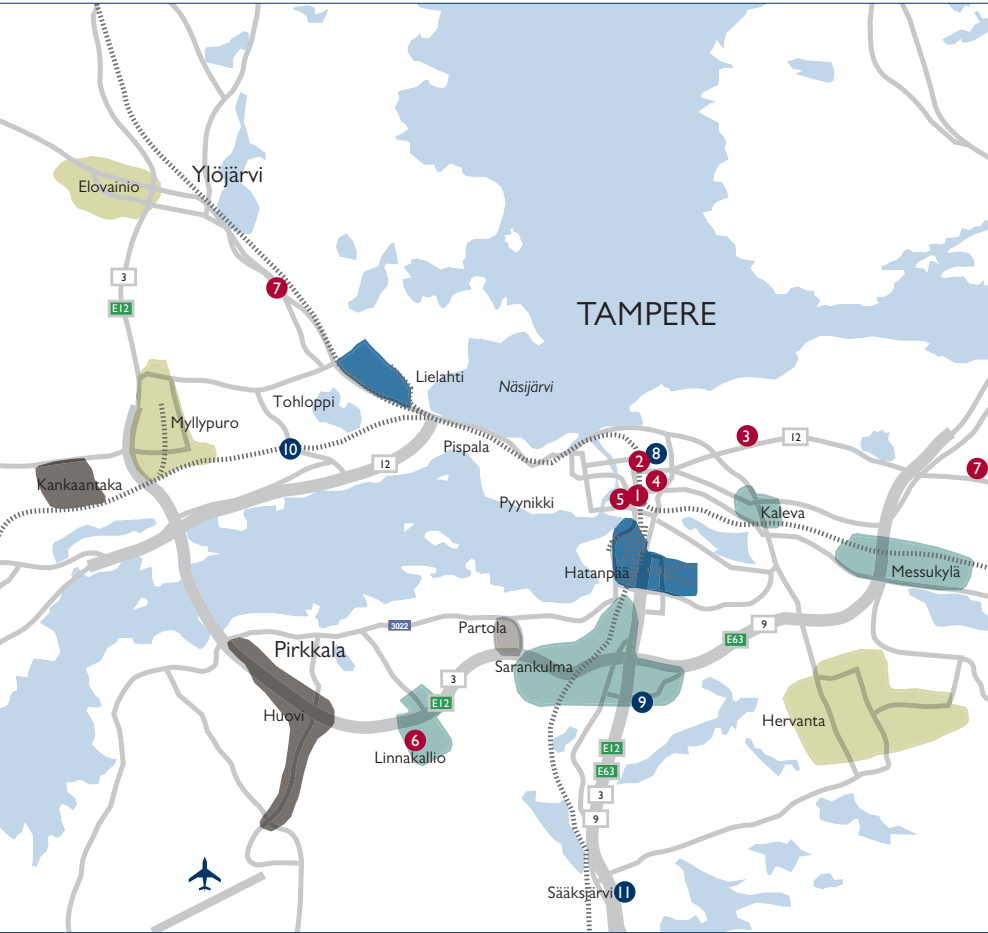 Ylöjärvi
Elovainio
3
E12
7
TAMPERE
Lielahti
Näsijärvi
Tohloppi
Myllypuro
Pispala
10
12
Kankaantaka
3
12
8
2
7
4
Pyynikki
5
1
Kaleva
Hatanpää
Messukylä
3022
Partola
9
E63
Pirkkala
Sarankulma
3
E12
9
Huovi
6
Linnakallio
Hervanta
E12
E63
3
9
Sääksjärvi
11